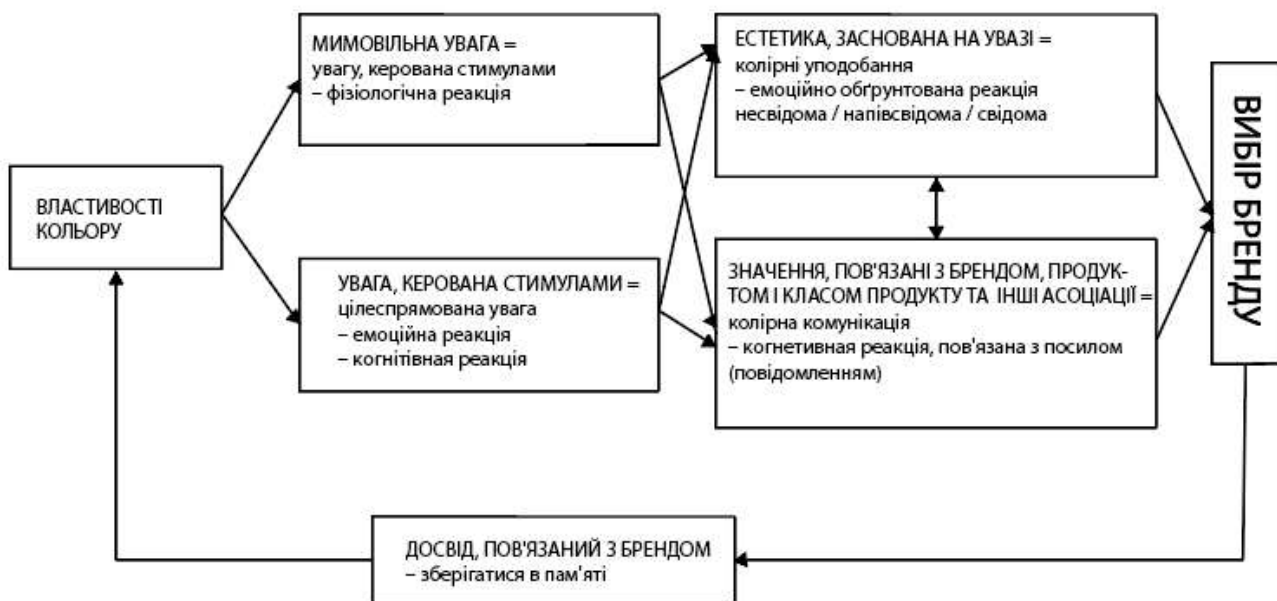 МИМОВІЛЬНА УВАГА =
увагу, керована стимулами
– фізіологічна реакція
ЕСТЕТИКА, ЗАСНОВАНА НА УВАЗІ =
колірні уподобання
– емоційно обґрунтована реакція
несвідома / напівсвідома / свідома
ВЛАСТИВОСТІ
КОЛЬОРУ
УВАГА, КЕРОВАНА СТИМУЛАМИ =
цілеспрямована увага
– емоційна реакція
– когнітівная реакція
ЗНАЧЕННЯ, ПОВ'ЯЗАНІ З БРЕНДОМ, ПРОДУК-
ТОМ І КЛАСОМ ПРОДУКТУ ТА ІНШІ АСОЦІАЦІЇ =
колірна комунікація
– когнетивная реакція, пов'язана з посилом
(повідомленням)
ВИБІР БРЕНДУ
ДОСВІД, ПОВ'ЯЗАНИЙ З БРЕНДОМ
– зберігатися в пам'яті